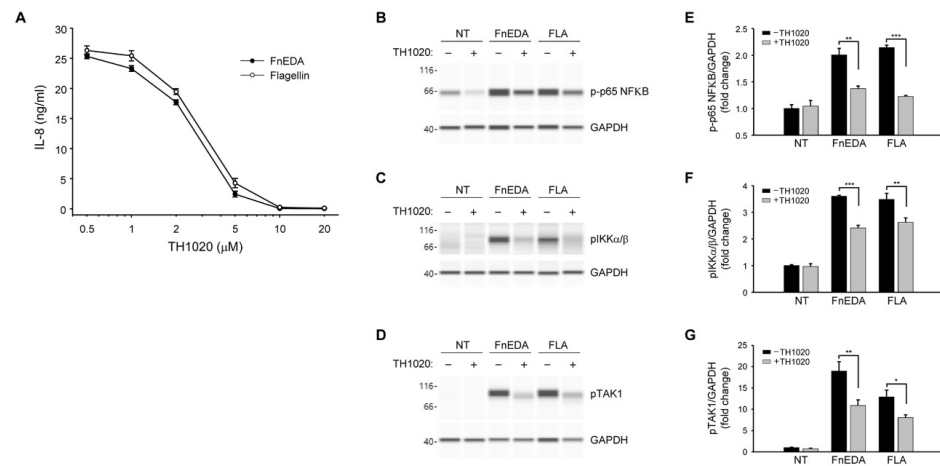 A
IL-8 (ng/ml)
30
25
20
15
10
5
0
FnEDA
Flagellin
0.5 1 2 5 10 20
TH1020 (μM)
B
NT FnEDA FLA
TH1020: – + – + – +
116-
66-
p-p65 NFκB
40-
GAPDH
C
NT FnEDA FLA
TH1020: – + – + – +
116-
66-
pIKKα/β
40-
GAPDH
D
NT FnEDA FLA
TH1020: – + – + – +
116-
66-
pTAK1
40-
GAPDH
E
p-p65 NFκB/GAPDH
(fold change)
2.5
2.0
1.5
1.0
0.5
–TH1020
+TH1020
**
***
NT FnEDA FLA
F
pIKKα/β/GAPDH
(fold change)
4
3
2
1
0
–TH1020
+TH1020
***
**
NT FnEDA FLA
G
pTAK1/GAPDH
(fold change)
25
20
15
10
5
0
–TH1020
+TH1020
**
*
NT FnEDA FLA